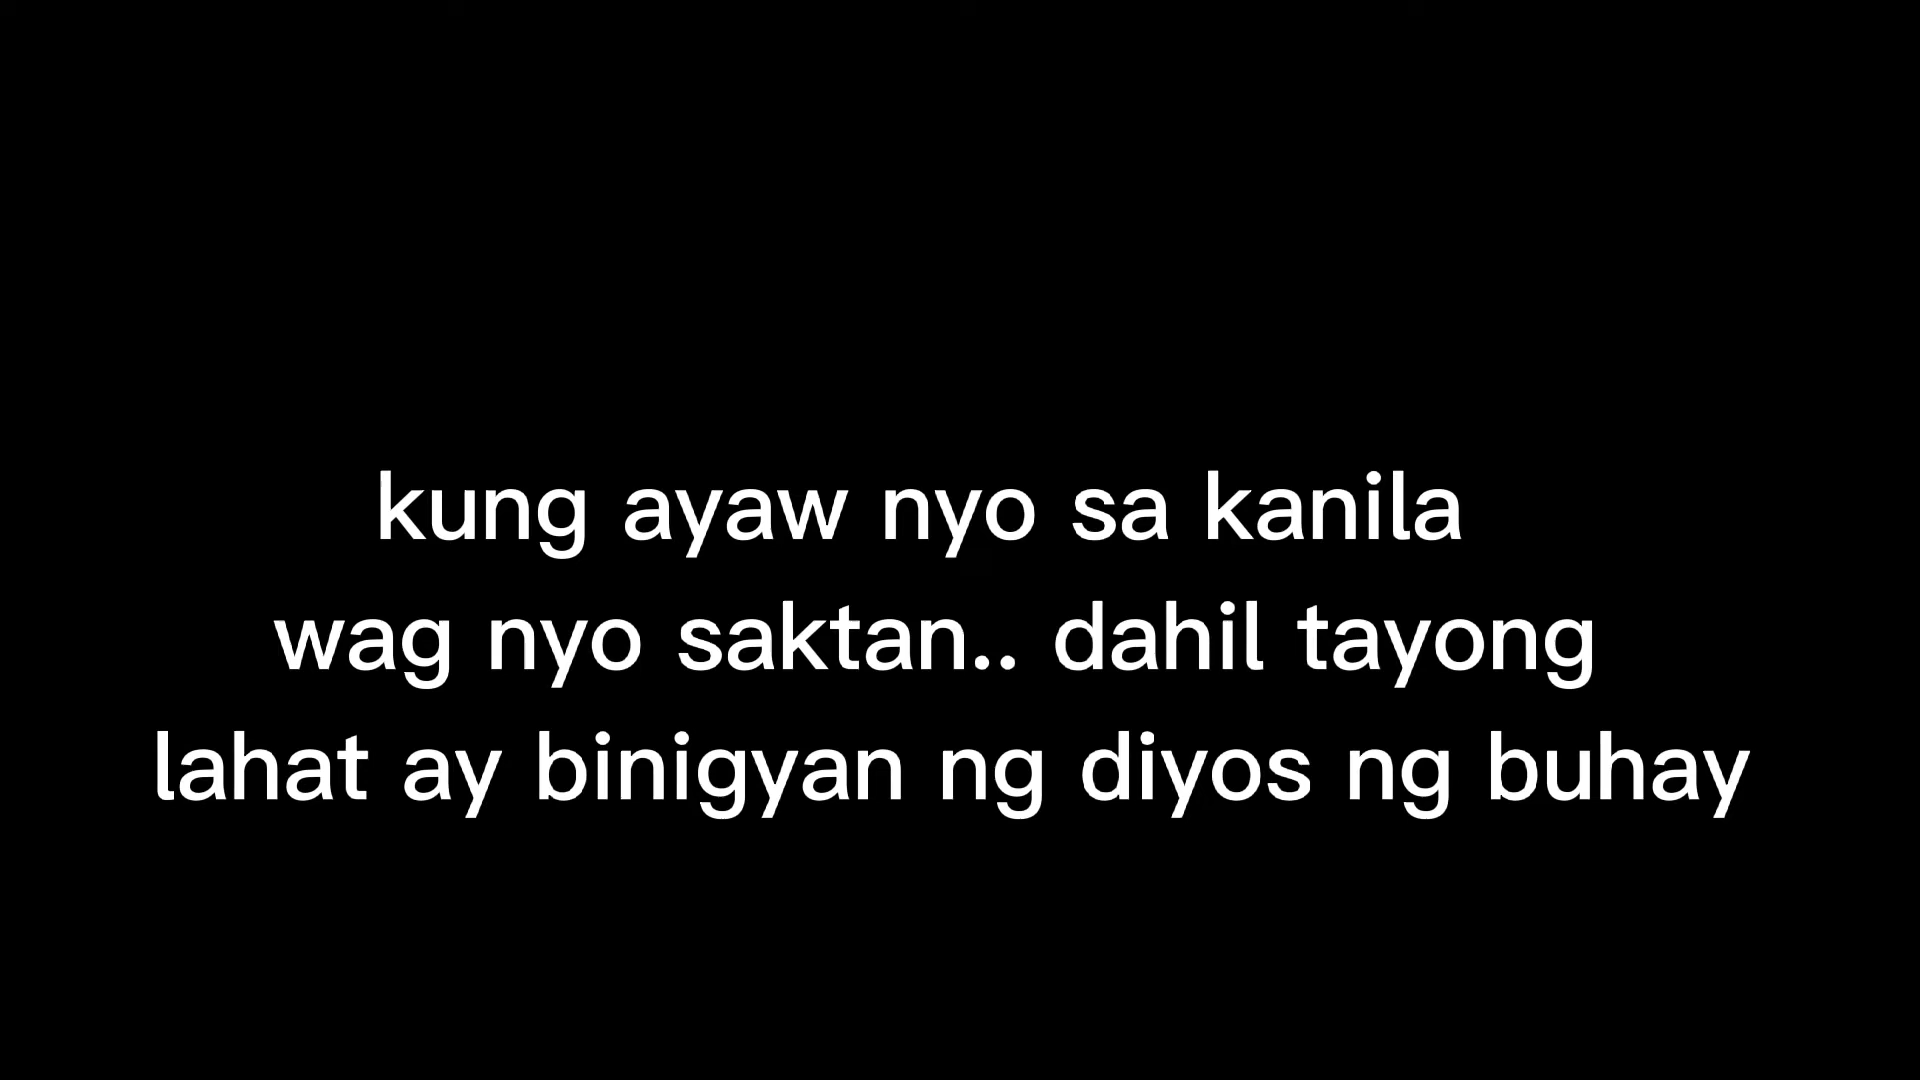 kung ayaw nyo sa kanila
wag nyo saktan.. dahil tayong
lahat ay binigyan ng diyos ng buhay